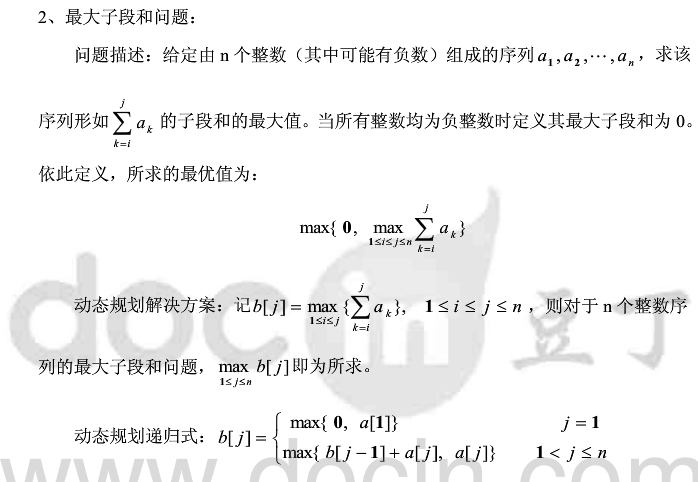 2、最大子段和问题：
问题描述：给定由 n 个整数（其中可能有负数）组成的序列 a₁,a₂,⋯,aₙ，求该
序列形如 ∑_{k=i}^{j} a_k 的子段和的最大值。当所有整数均为负整数时定义其最大子段和为 0。
依此定义，所求的最优值为：
max{ 0, max_{1≤i≤j≤n} ∑_{k=i}^{j} a_k }
动态规划解决方案：记b[j] = max_{1≤i≤j} {∑_{k=i}^{j} a_k}, 1 ≤ i ≤ j ≤ n，则对于 n 个整数序
列的最大子段和问题，max_{1≤j≤n} b[j]即为所求。
动态规划递归式：b[j] = { max{ 0, a[1]} j = 1
max{ b[j − 1] + a[j], a[j]} 1 < j ≤ n
docin 豆丁
www.docin.com